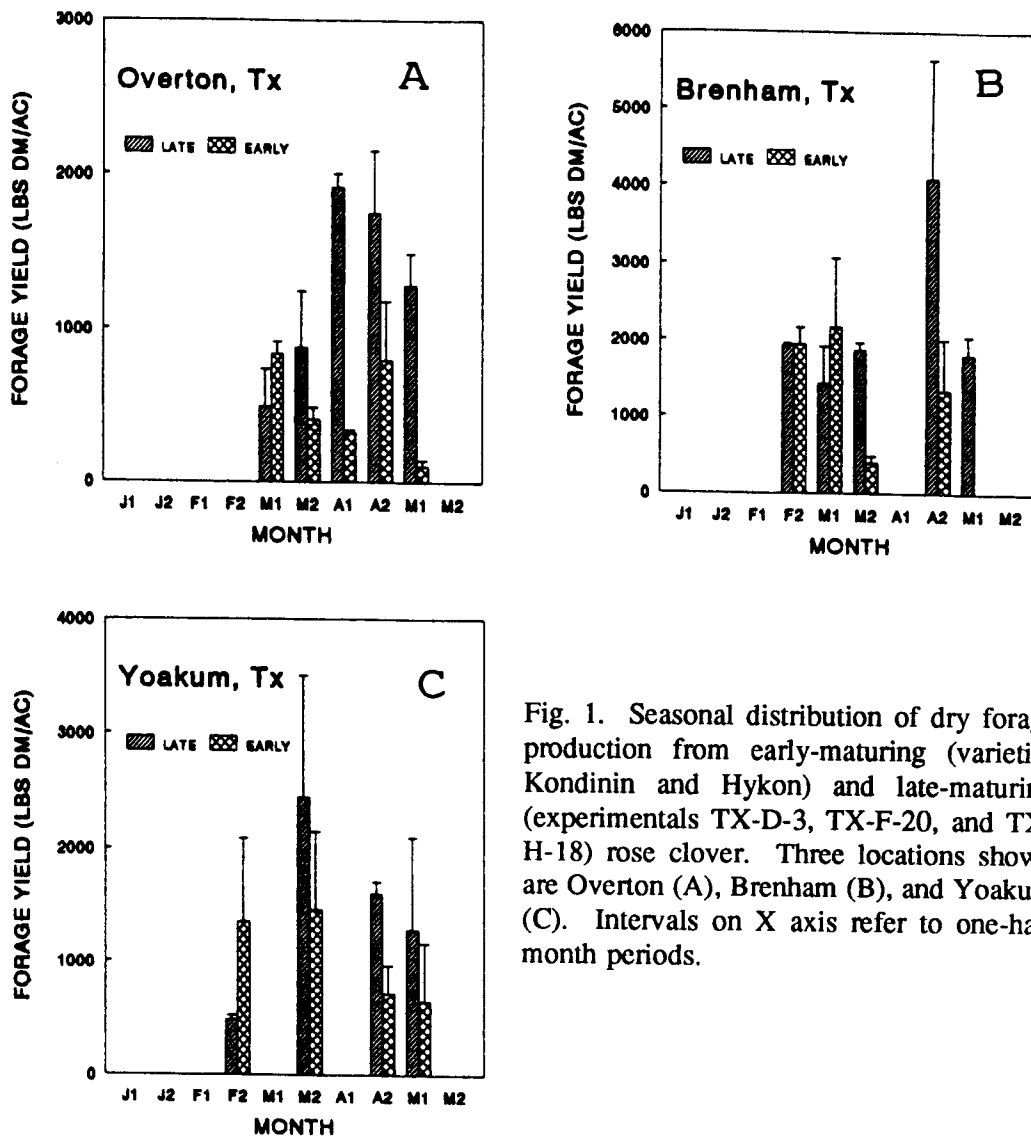 3000
2000
1000
0
FORAGE YIELD (LBS DM/AC)
Overton, Tx
A
LATE EARLY
J1 J2 F1 F2 M1 M2 A1 A2 M1 M2
MONTH
6000
5000
4000
3000
2000
1000
0
FORAGE YIELD (LBS DM/AC)
Brenham, Tx
B
LATE EARLY
J1 J2 F1 F2 M1 M2 A1 A2 M1 M2
MONTH
4000
3000
2000
1000
0
FORAGE YIELD (LBS DM/AC)
Yoakum, Tx
C
LATE EARLY
J1 J2 F1 F2 M1 M2 A1 A2 M1 M2
MONTH
Fig. 1. Seasonal distribution of dry forag
production from early-maturing (varieti
Kondinin and Hykon) and late-maturin
(experimentals TX-D-3, TX-F-20, and TX
H-18) rose clover. Three locations show
are Overton (A), Brenham (B), and Yoaku
(C). Intervals on X axis refer to one-ha
month periods.